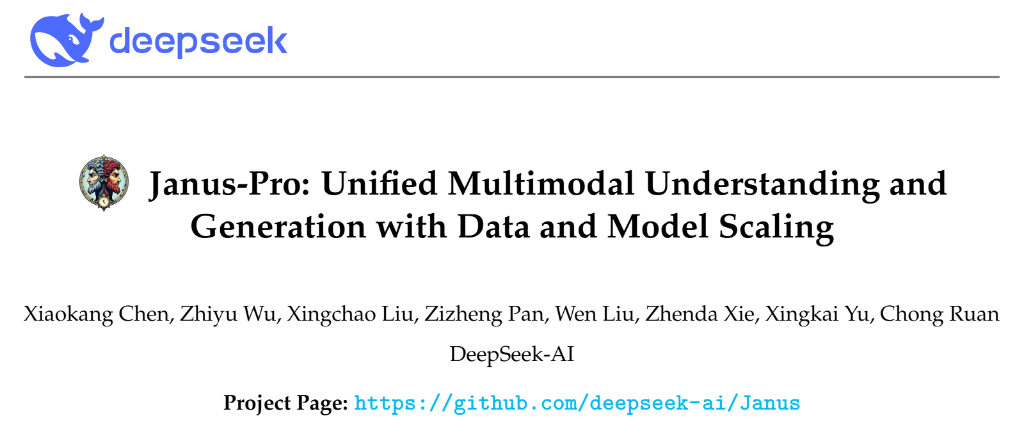 deepseek
Janus-Pro: Unified Multimodal Understanding and
Generation with Data and Model Scaling
Xiaokang Chen, Zhiyu Wu, Xingchao Liu, Zizheng Pan, Wen Liu, Zhenda Xie, Xingkai Yu, Chong Ruan
DeepSeek-AI
Project Page: https://github.com/deepseek-ai/Janus